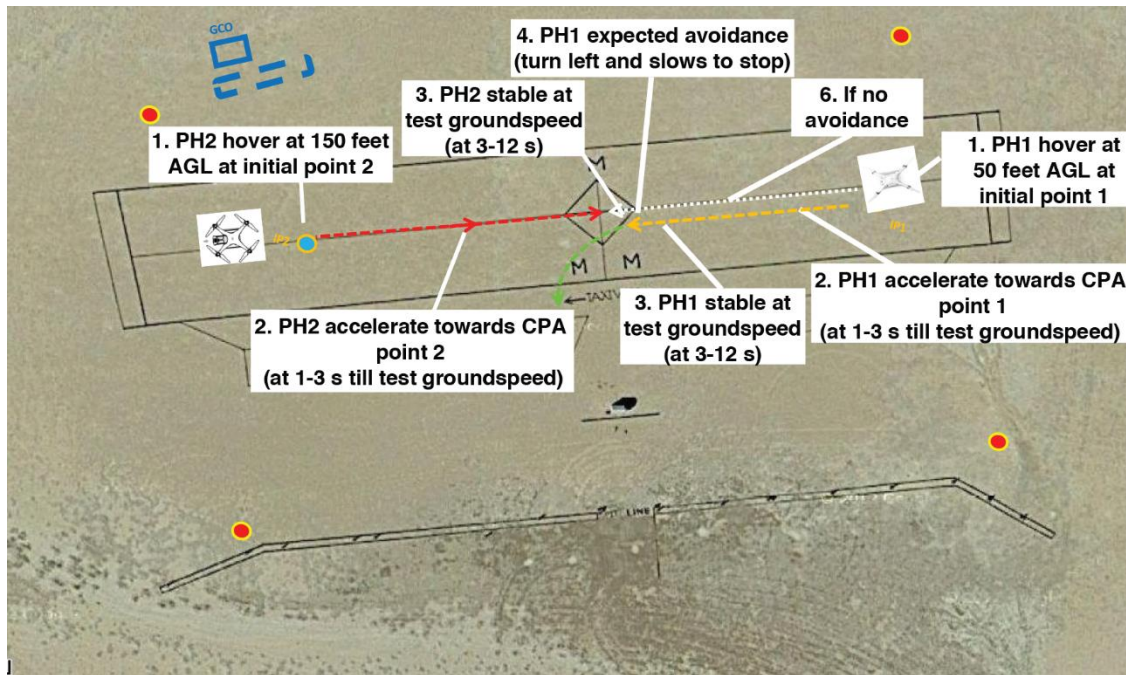 GCO
4. PH1 expected avoidance
(turn left and slows to stop)
3. PH2 stable at
test groundspeed
(at 3-12 s)
6. If no
avoidance
1. PH2 hover at 150 feet
AGL at initial point 2
1. PH1 hover at
50 feet AGL at
initial point 1
M
IP2
IP1
M
M
2. PH2 accelerate towards CPA
point 2
(at 1-3 s till test groundspeed)
3. PH1 stable at
test groundspeed
(at 3-12 s)
2. PH1 accelerate towards CPA
point 1
(at 1-3 s till test groundspeed)
LINE